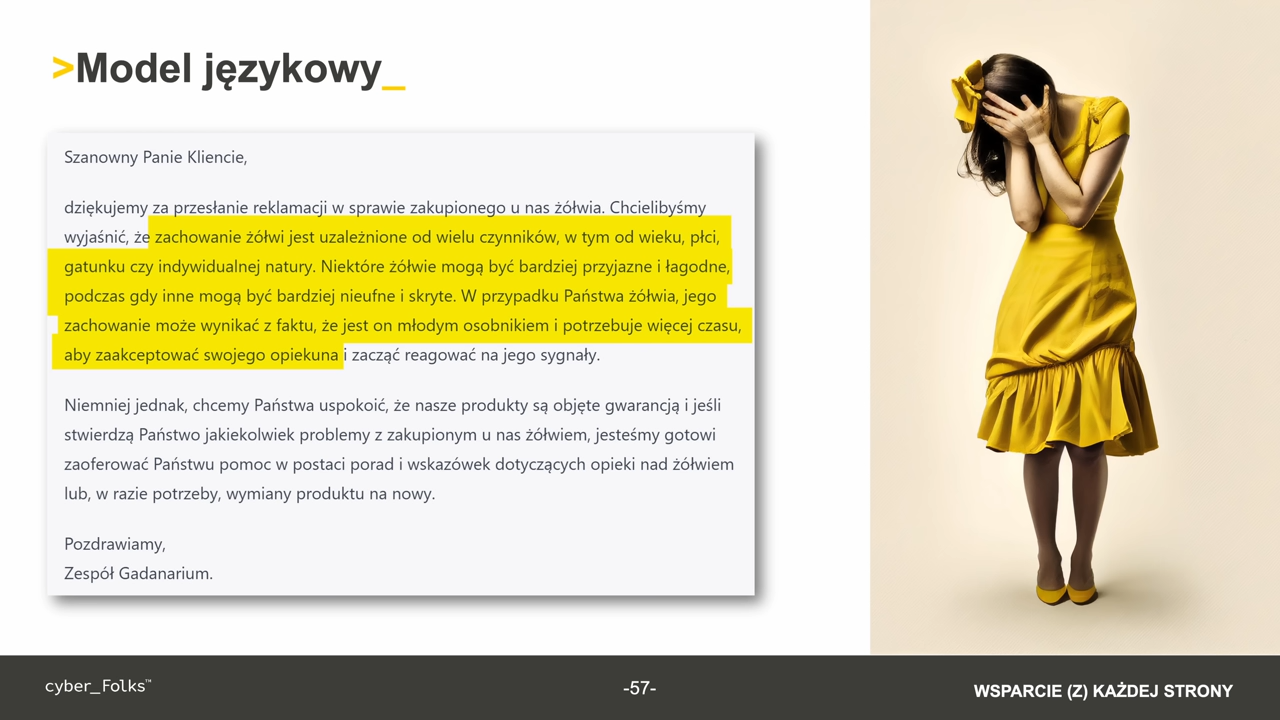 >Model językowy_
Szanowny Panie Kliencie,
dziękujemy za przesłanie reklamacji w sprawie zakupionego u nas żółwia. Chcielibyśmy
wyjaśnić, że zachowanie żółwi jest uzależnione od wielu czynników, w tym od wieku, płci,
gatunku czy indywidualnej natury. Niektóre żółwie mogą być bardziej przyjazne i łagodne,
podczas gdy inne mogą być bardziej nieufne i skryte. W przypadku Państwa żółwia, jego
zachowanie może wynikać z faktu, że jest on młodym osobnikiem i potrzebuje więcej czasu,
aby zaakceptować swojego opiekuna i zacząć reagować na jego sygnały.
Niemniej jednak, chcemy Państwa uspokoić, że nasze produkty są objęte gwarancją i jeśli
stwierdzą Państwo jakiekolwiek problemy z zakupionym u nas żółwiem, jesteśmy gotowi
zaoferować Państwu pomoc w postaci porad i wskazówek dotyczących opieki nad żółwiem
lub, w razie potrzeby, wymiany produktu na nowy.
Pozdrawiamy,
Zespół Gadanarium.
cyber_Folks™
-57-
WSPARCIE (Z) KAŻDEJ STRONY